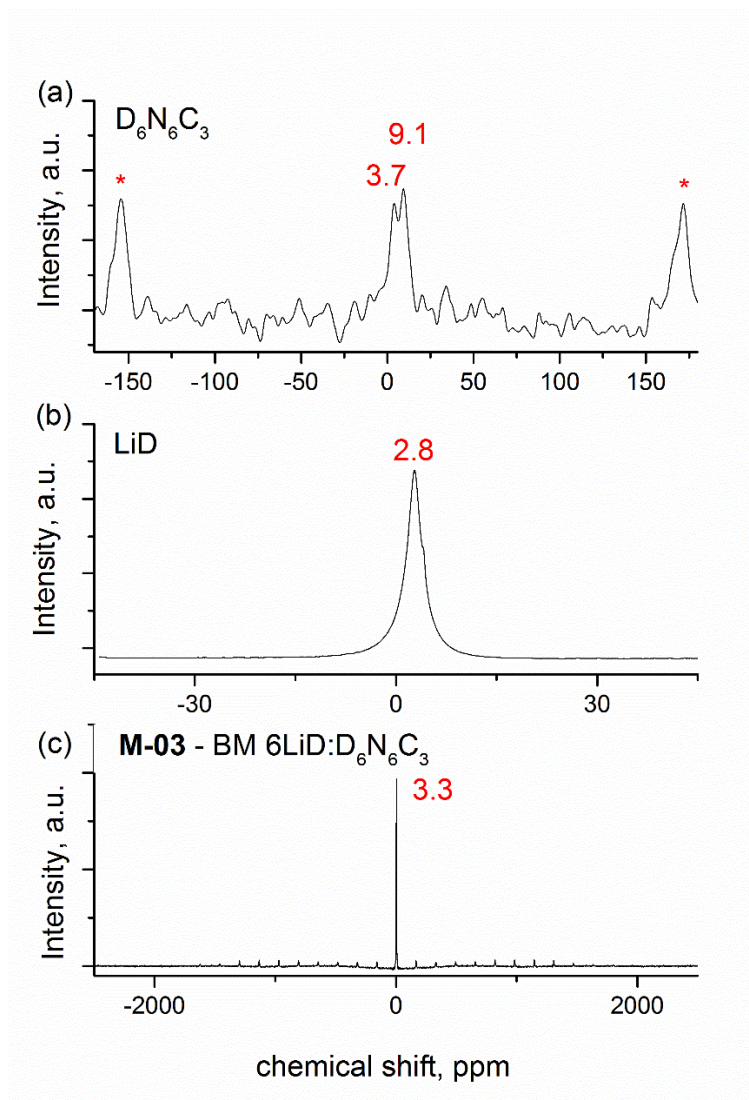 (a)
D₆N₆C₃
9.1
3.7
* *
Intensity, a.u.
-150 -100 -50 0 50 100 150
(b)
LiD
2.8
Intensity, a.u.
-30 0 30
(c) M-03 - BM 6LiD:D₆N₆C₃
3.3
Intensity, a.u.
-2000 0 2000
chemical shift, ppm